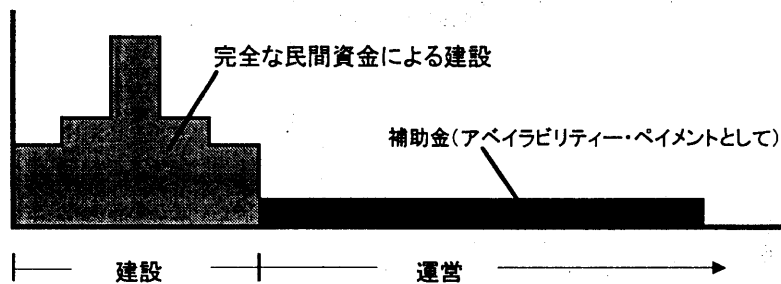 完全な民間資金による建設
補助金(アベイラビリティー・ペイメントとして)
建設
運営